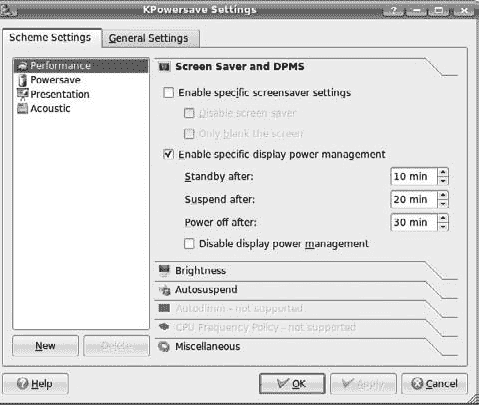 KPowersave Settings
Scheme Settings
General Settings
Performance
Powersave
Presentation
Acoustic
New
Delete
Screen Saver and DPMS
Enable specific screensaver settings
Disable screen saver
Only blank the screen
Enable specific display power management
Standby after: 10 min
Suspend after: 20 min
Power off after: 30 min
Disable display power management
Brightness
Autosuspend
Autodimm - not supported
CPU Frequency Policy - not supported
Miscellaneous
Help
OK
Apply
Cancel